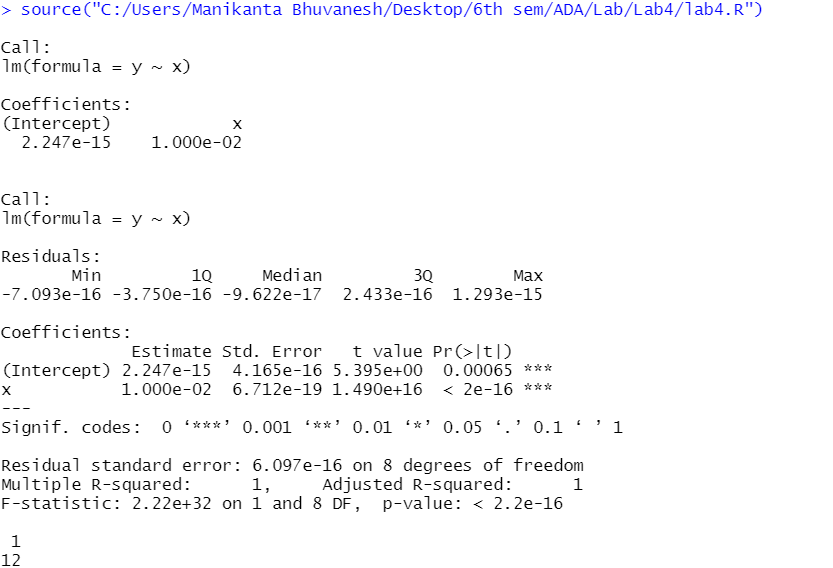 > source("C:/Users/Manikanta Bhuvanesh/Desktop/6th sem/ADA/Lab/Lab4/lab4.R")
Call:
lm(formula = y ~ x)
Coefficients:
(Intercept)            x
  2.247e-15    1.000e-02
Call:
lm(formula = y ~ x)
Residuals:
       Min         1Q     Median         3Q        Max
-7.093e-16 -3.750e-16 -9.622e-17  2.433e-16  1.293e-15
Coefficients:
             Estimate Std. Error   t value Pr(>|t|)
(Intercept) 2.247e-15  4.165e-16 5.395e+00  0.00065 ***
x           1.000e-02  6.712e-19 1.490e+16  < 2e-16 ***
---
Signif. codes:  0 ‘***’ 0.001 ‘**’ 0.01 ‘*’ 0.05 ‘.’ 0.1 ‘ ’ 1
Residual standard error: 6.097e-16 on 8 degrees of freedom
Multiple R-squared:      1,     Adjusted R-squared:      1
F-statistic: 2.22e+32 on 1 and 8 DF,  p-value: < 2.2e-16
 1
12